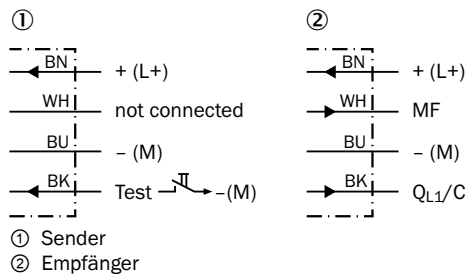 ① ②
BN + (L+) BN + (L+)
WH not connected WH MF
BU – (M) BU – (M)
BK Test –(M) BK QL1/C
① Sender
② Empfänger